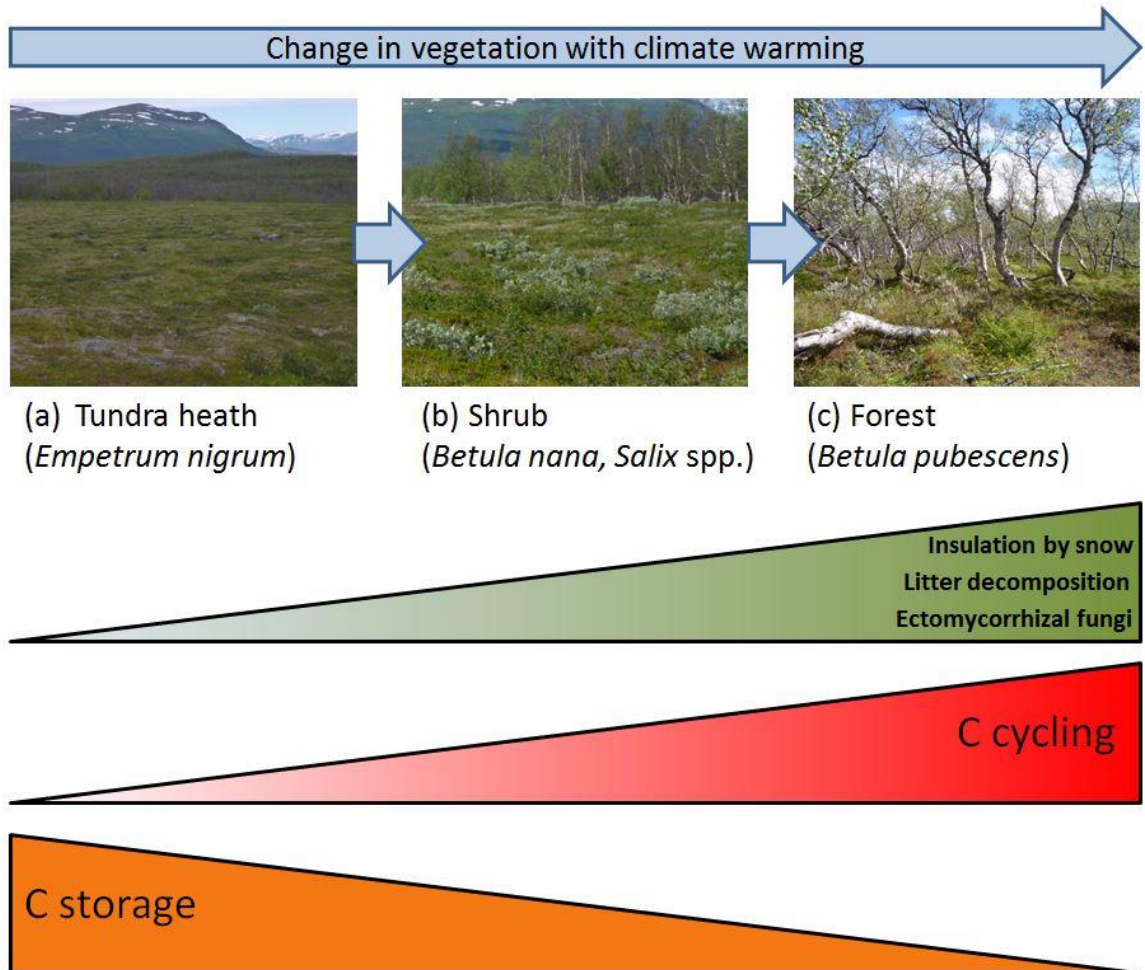 Change in vegetation with climate warming
(a) Tundra heath
(Empetrum nigrum)
(b) Shrub
(Betula nana, Salix spp.)
(c) Forest
(Betula pubescens)
Insulation by snow
Litter decomposition
Ectomycorrhizal fungi
C cycling
C storage